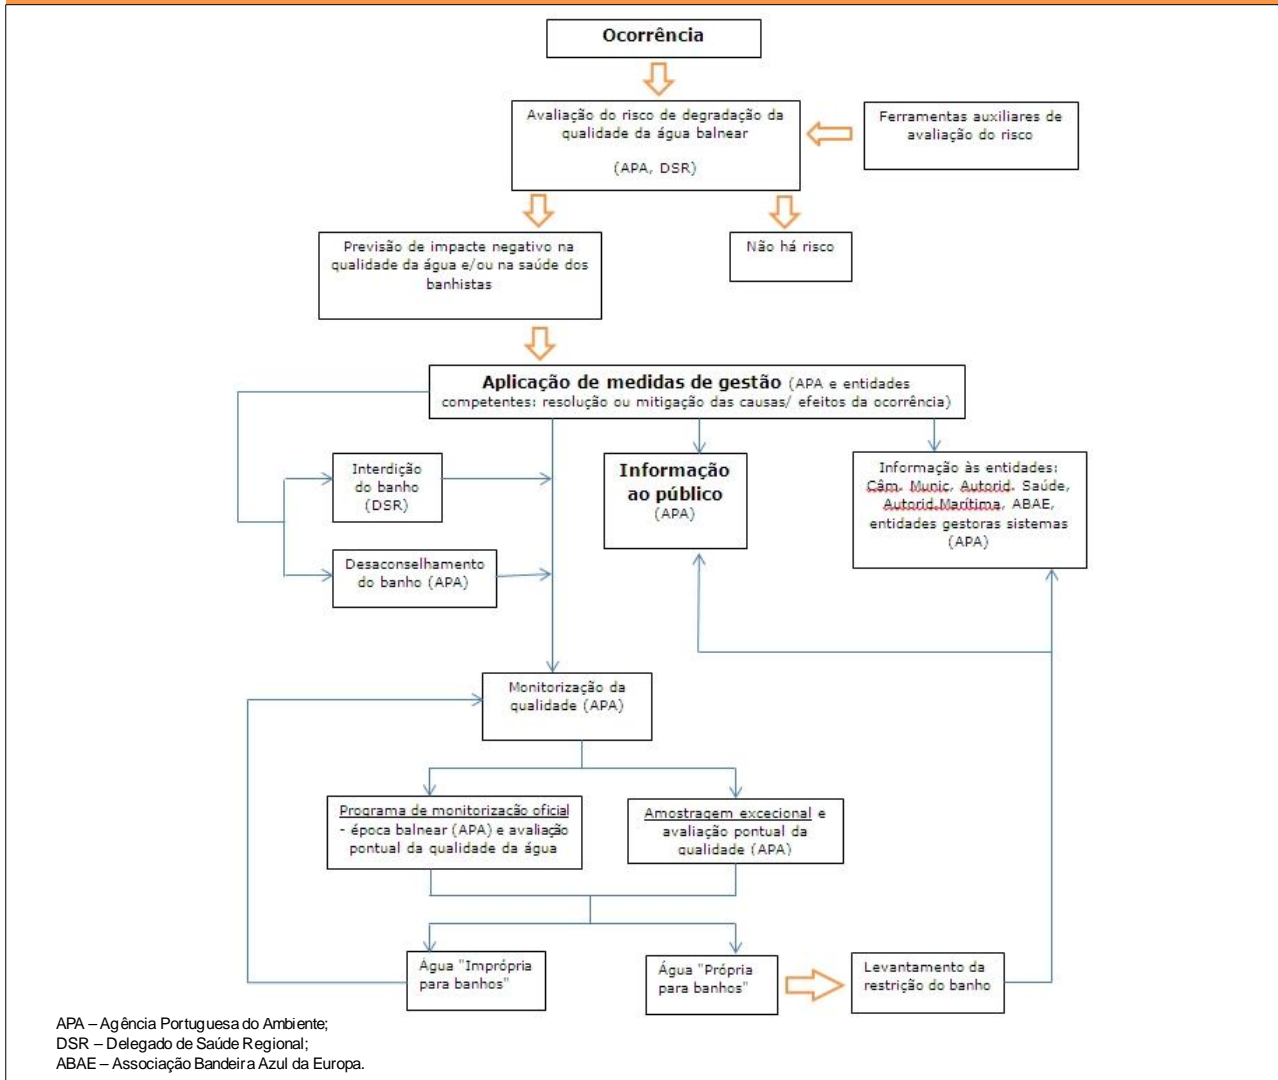 Ocorrência
Avaliação do risco de degradação da
qualidade da água balnear
(APA, DSR)
Ferramentas auxiliares de
avaliação do risco
Previsão de impacte negativo na
qualidade da água e/ou na saúde dos
banhistas
Não há risco
Aplicação de medidas de gestão (APA e entidades
competentes: resolução ou mitigação das causas/ efeitos da ocorrência)
Interdição
do banho
(DSR)
Informação
ao público
(APA)
Informação às entidades:
Câm. Munic, Autorid. Saúde,
Autorid.Marítima, ABAE,
entidades gestoras sistemas
(APA)
Desaconselhamento
do banho (APA)
Monitorização da
qualidade (APA)
Programa de monitorização oficial
- época balnear (APA) e avaliação
pontual da qualidade da água
Amostragem excecional e
avaliação pontual da
qualidade (APA)
Água "Imprópria
para banhos"
Água "Própria
para banhos"
Levantamento da
restrição do banho
APA – Agência Portuguesa do Ambiente;
DSR – Delegado de Saúde Regional;
ABAE – Associação Bandeira Azul da Europa.